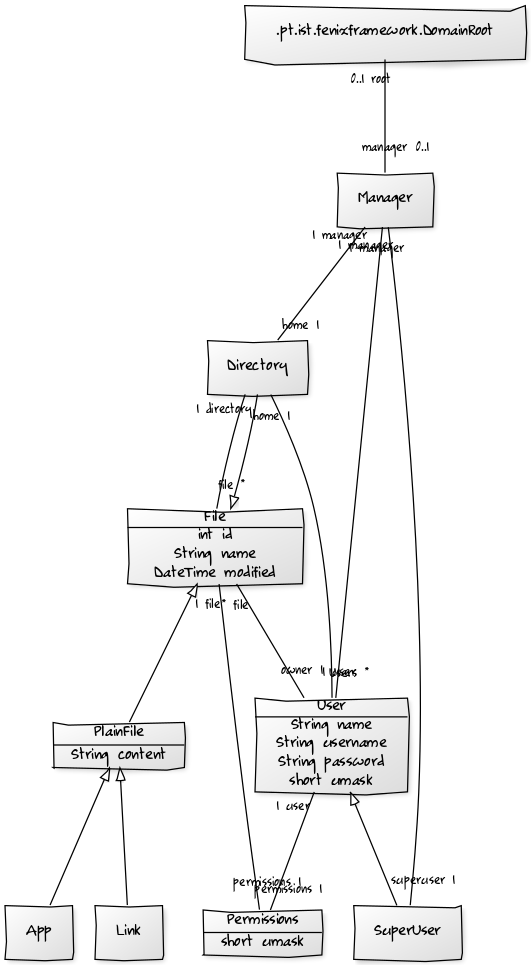 .pt.ist.fenixframework.DomainRoot
0..1 root
manager 0..1
Manager
1 manager
1 manager
1 manager
home 1
Directory
1 directory
home 1
file *
File
int id
String name
DateTime modified
1 file
* file
owner 1
1 user
users *
PlainFile
String content
User
String name
String username
String password
short umask
1 user
permissions 1
permissions 1
superuser 1
App
Link
Permissions
short umask
SuperUser